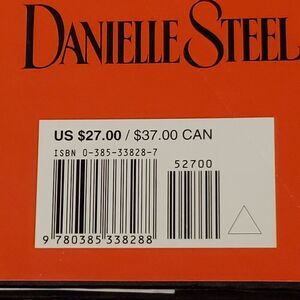 DANIELLE STEEL
US $27.00 / $37.00 CAN
ISBN 0-385-33828-7
52700
9 780385 338288